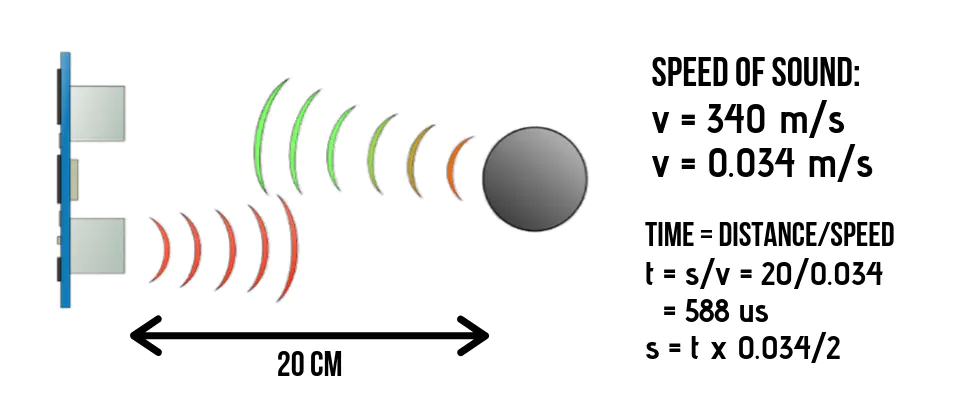 SPEED OF SOUND:
v = 340 m/s
v = 0.034 m/s
TIME = DISTANCE/SPEED
t = s/v = 20/0.034
= 588 us
s = t x 0.034/2
20 CM